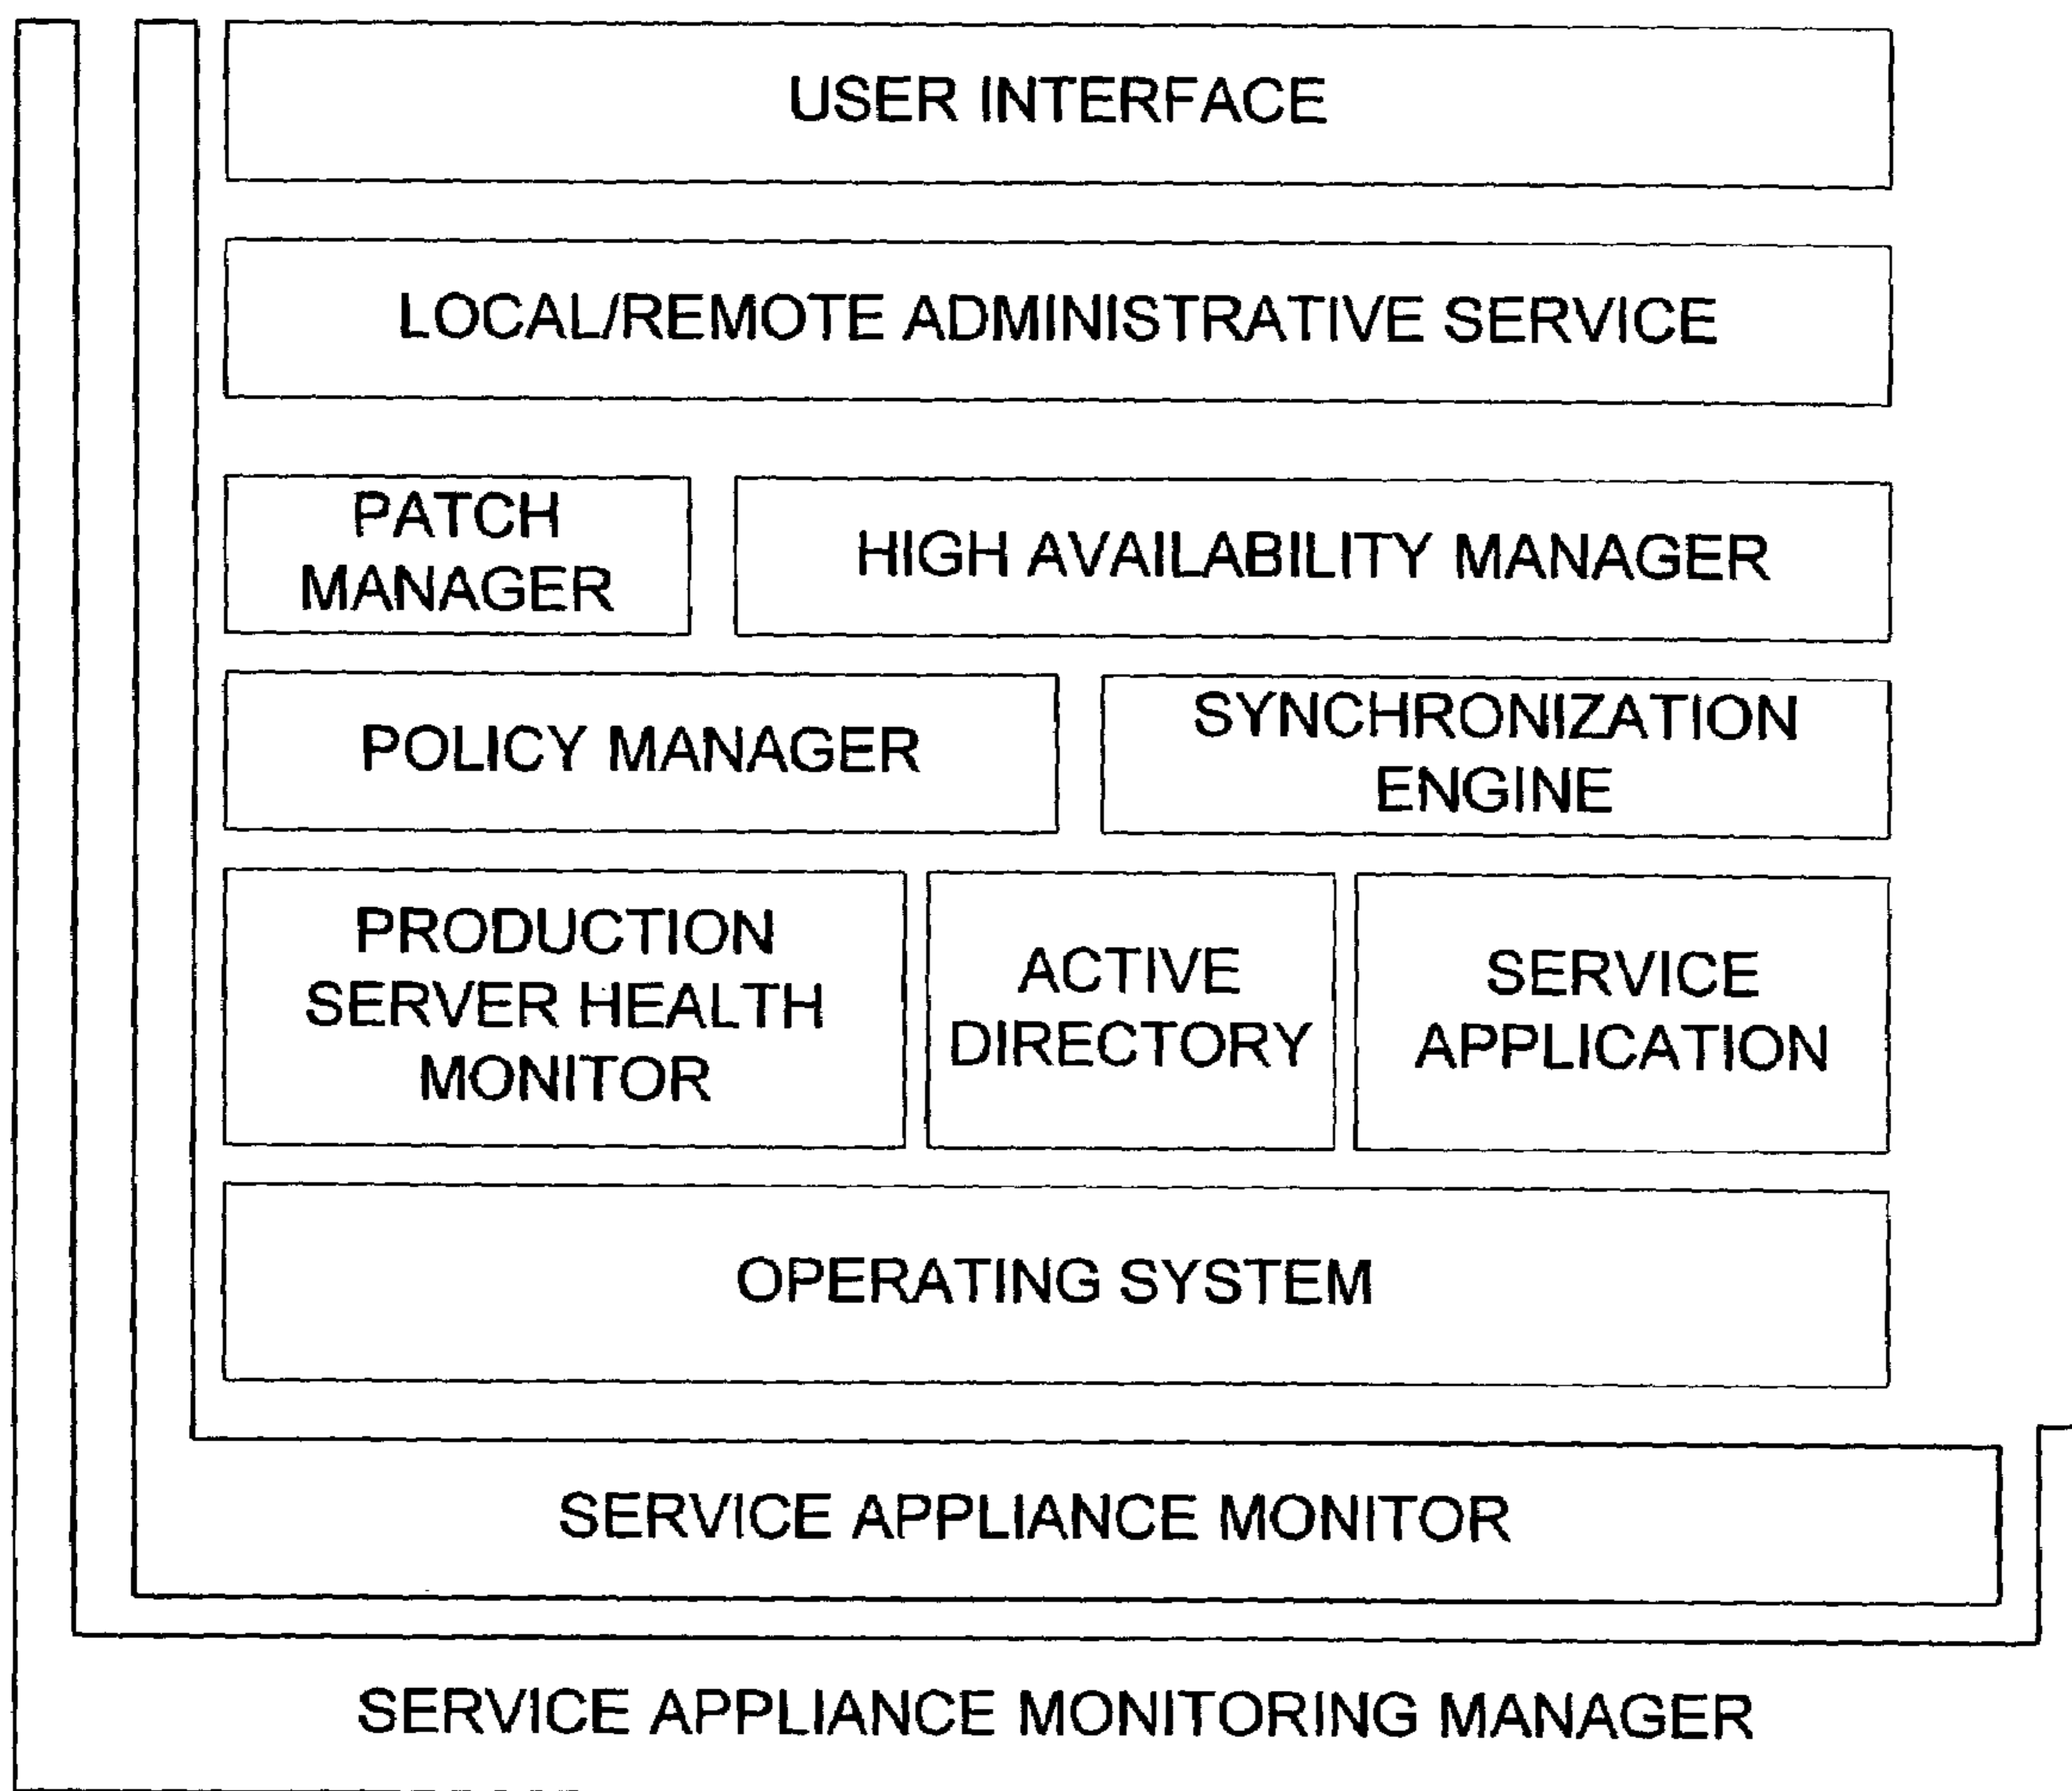 USER INTERFACE
LOCAL/REMOTE ADMINISTRATIVE SERVICE
PATCH
MANAGER
HIGH AVAILABILITY MANAGER
POLICY MANAGER
SYNCHRONIZATION
ENGINE
PRODUCTION
SERVER HEALTH
MONITOR
ACTIVE
DIRECTORY
SERVICE
APPLICATION
OPERATING SYSTEM
SERVICE APPLIANCE MONITOR
SERVICE APPLIANCE MONITORING MANAGER